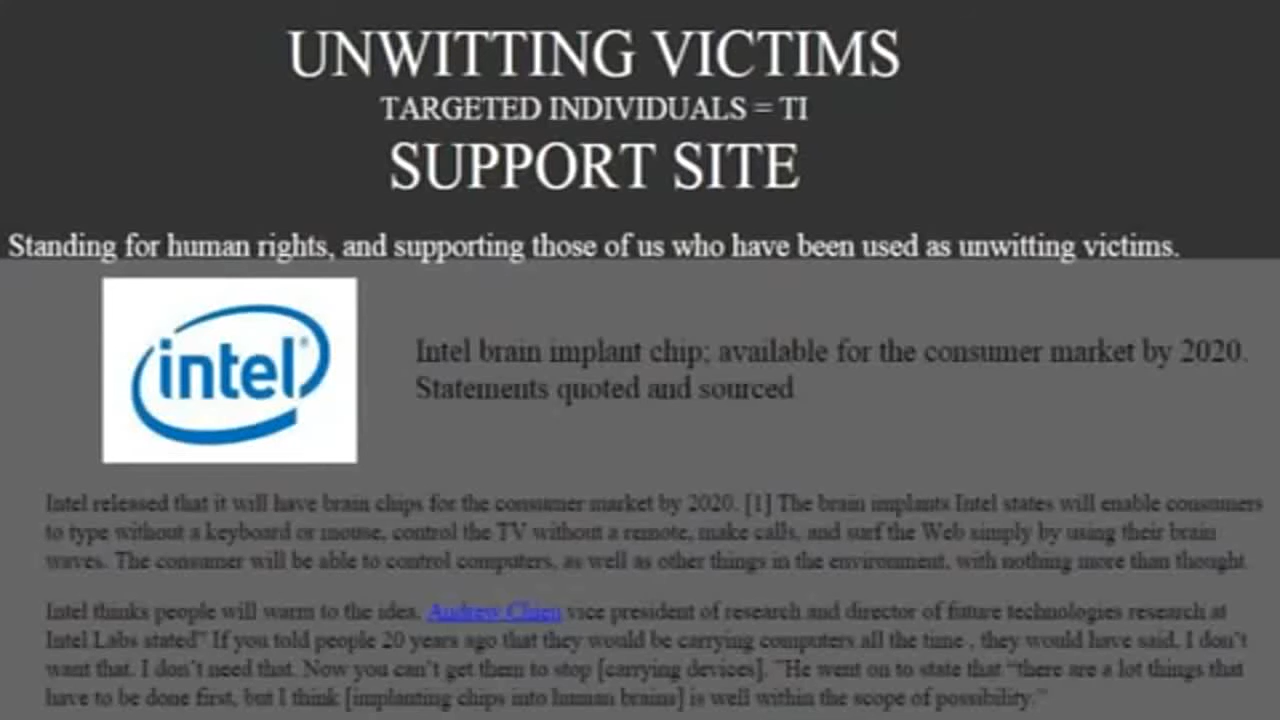 UNWITTING VICTIMS
TARGETED INDIVIDUALS = TI
SUPPORT SITE
Standing for human rights, and supporting those of us who have been used as unwitting victims.
intel®
Intel brain implant chip; available for the consumer market by 2020.
Statements quoted and sourced
Intel released that it will have brain chips for the consumer market by 2020. [1] The brain implants Intel states will enable consumers
to type without a keyboard or mouse, control the TV without a remote, make calls, and surf the Web simply by using their brain
waves. The consumer will be able to control computers, as well as other things in the environment, with nothing more than thought.
Intel thinks people will warm to the idea. Andrew Chien vice president of research and director of future technologies research at
Intel Labs stated" If you told people 20 years ago that they would be carrying computers all the time , they would have said, I don't
want that. I don't need that. Now you can't get them to stop [carrying devices]. "He went on to state that "there are a lot things that
have to be done first, but I think [implanting chips into human brains] is well within the scope of possibility."